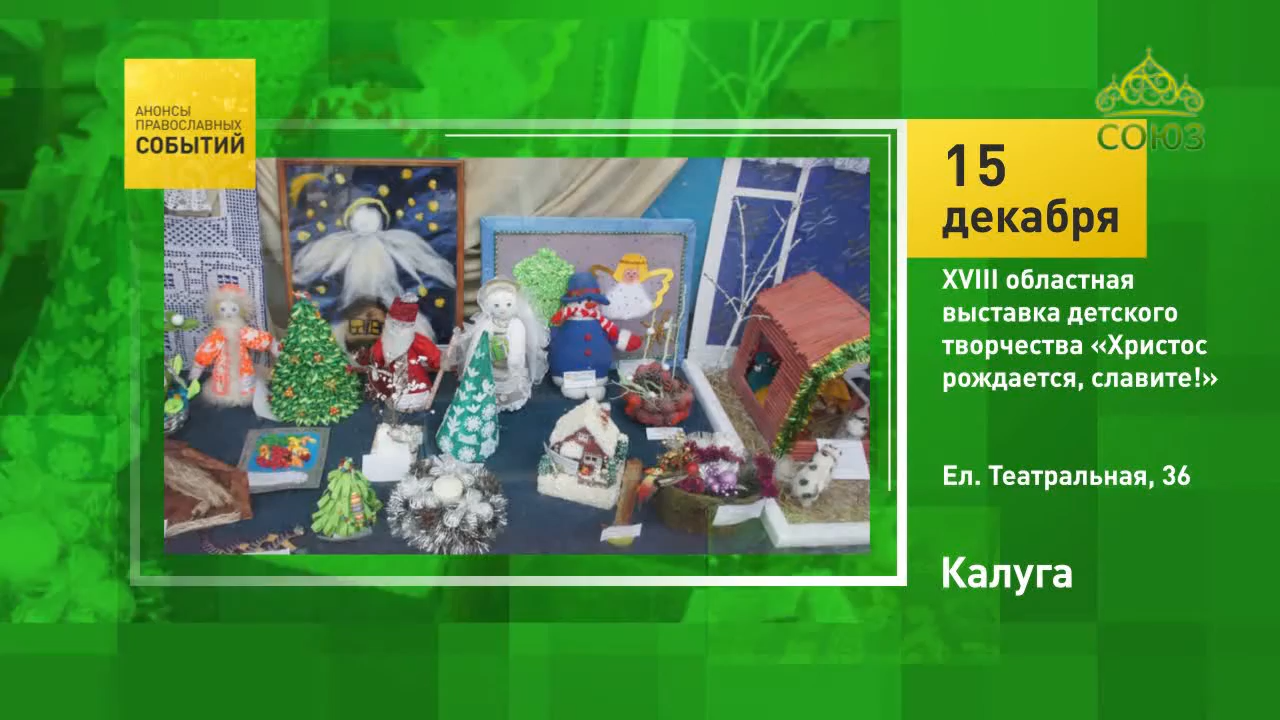 АНОНСЫ
ПРАВОСЛАВНЫХ
СОБЫТИЙ
СОЮЗ
15
декабря
XVIII областная
выставка детского
творчества «Христос
рождается, славите!»
Ел. Театральная, 36
Калуга